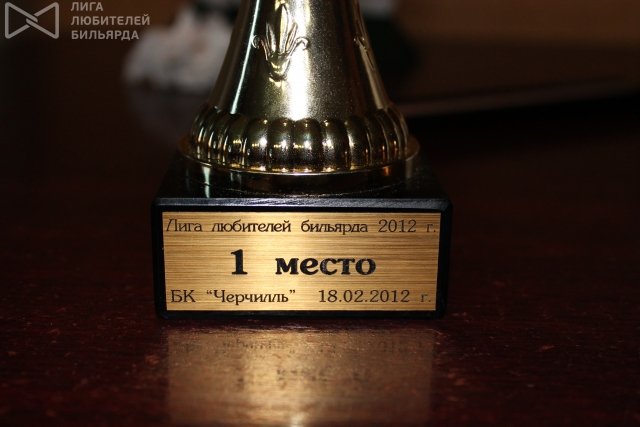 ЛИГА
ЛЮБИТЕЛЕЙ
БИЛЬЯРДА
Лига любителей бильярда 2012 г.
1 место
БК "Черчилль" 18.02.2012 г.